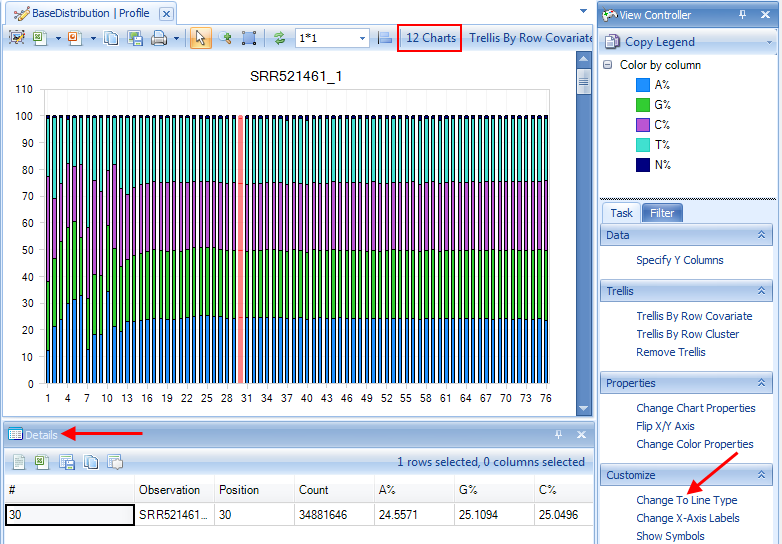 BaseDistribution | Profile
1*1
12 Charts
Trellis By Row Covariate
SRR521461_1
110
100
90
80
70
60
50
40
30
20
10
0
1 4 7 10 13 16 19 22 25 28 31 34 37 40 43 46 49 52 55 58 61 64 67 70 73 76
Details
1 rows selected, 0 columns selected
# Observation Position Count A% G% C%
30 SRR521461... 30 34881646 24.5571 25.1094 25.0496
View Controller
Copy Legend
Color by column
A%
G%
C%
T%
N%
Task Filter
Data
Specify Y Columns
Trellis
Trellis By Row Covariate
Trellis By Row Cluster
Remove Trellis
Properties
Change Chart Properties
Flip X/Y Axis
Change Color Properties
Customize
Change To Line Type
Change X-Axis Labels
Show Symbols